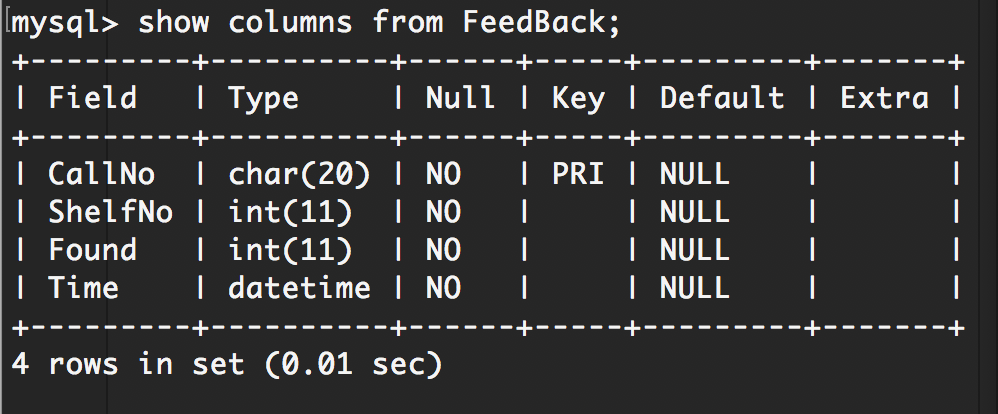 mysql> show columns from FeedBack;
+---------+----------+------+-----+---------+-------+
| Field   | Type     | Null | Key | Default | Extra |
+---------+----------+------+-----+---------+-------+
| CallNo  | char(20) | NO   | PRI | NULL    |       |
| ShelfNo | int(11)  | NO   |     | NULL    |       |
| Found   | int(11)  | NO   |     | NULL    |       |
| Time    | datetime | NO   |     | NULL    |       |
+---------+----------+------+-----+---------+-------+
4 rows in set (0.01 sec)